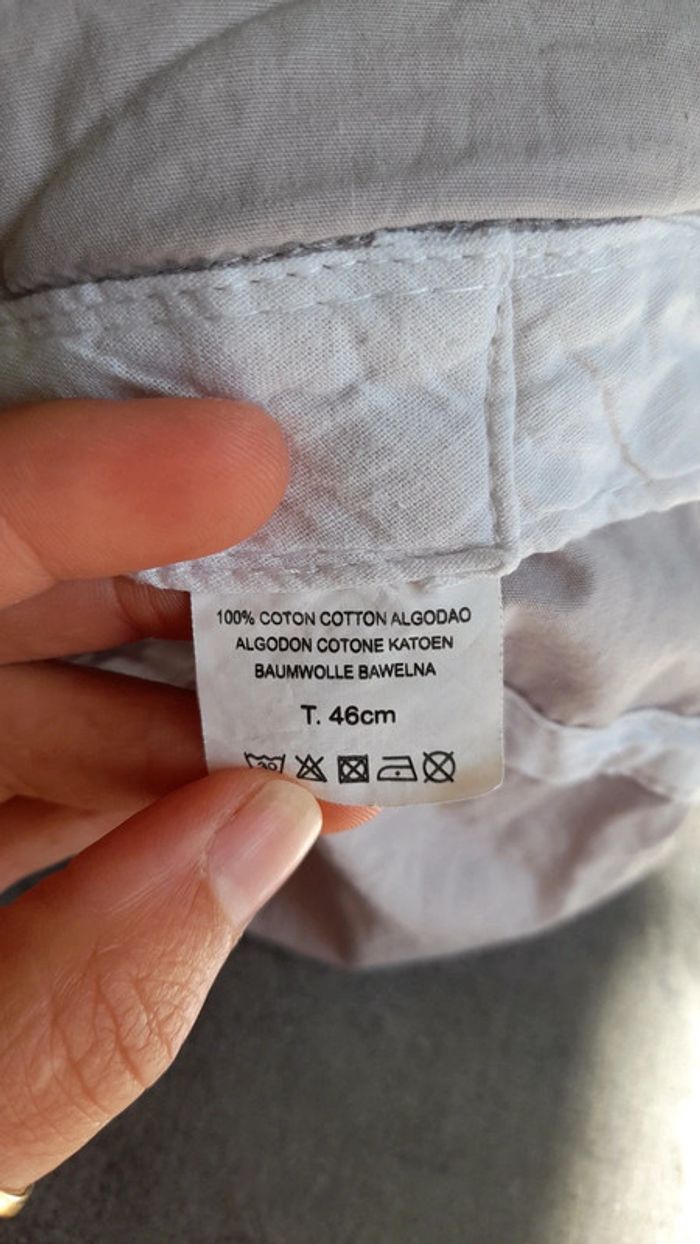 100% COTON COTTON ALGODAO
ALGODON COTONE KATOEN
BAUMWOLLE BAWELNA
T. 46cm